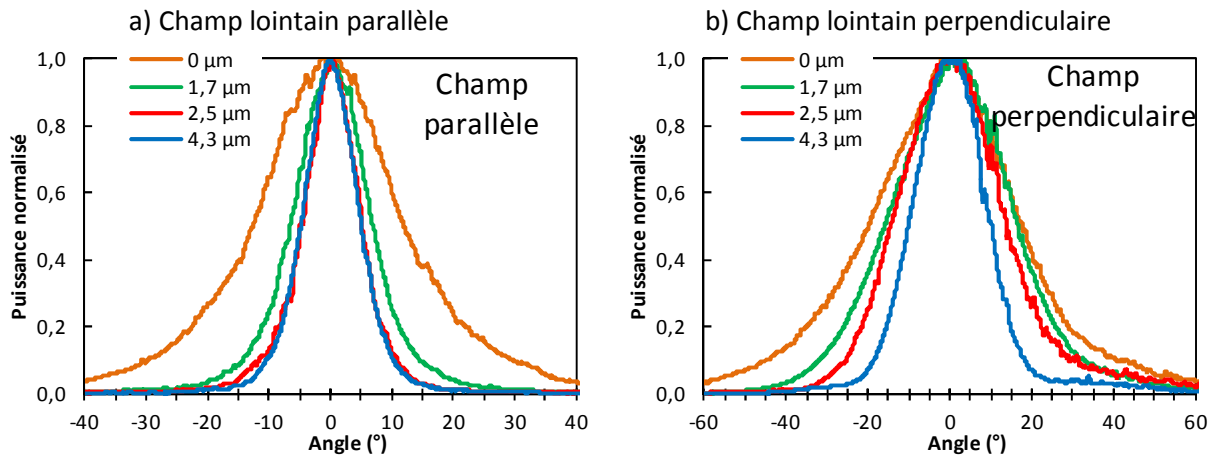 a) Champ lointain parallèle
1,0
0,8
0,6
0,4
0,2
0,0
Puissance normalisé
0 µm
1,7 µm
2,5 µm
4,3 µm
Champ
parallèle
-40 -30 -20 -10 0 10 20 30 40
Angle (°)
b) Champ lointain perpendiculaire
1,0
0,8
0,6
0,4
0,2
0,0
Puissance normalisé
0 µm
1,7 µm
2,5 µm
4,3 µm
Champ
perpendiculaire
-60 -40 -20 0 20 40 60
Angle (°)